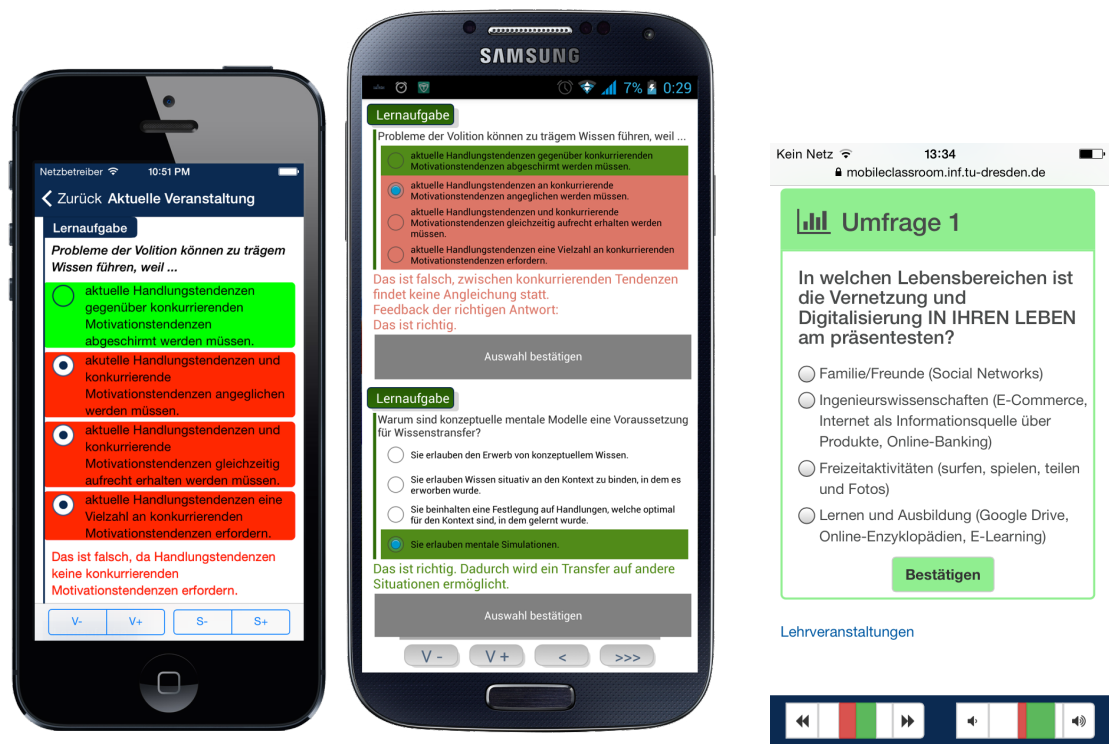 Netzbetreiber 10:51 PM
Zurück Aktuelle Veranstaltung
Lernaufgabe
Probleme der Volition können zu trägem
Wissen führen, weil ...
aktuelle Handlungstendenzen
gegenüber konkurrierenden
Motivationstendenzen
abgeschirmt werden müssen.
akutelle Handlungstendenzen und
konkurrierende
Motivationstendenzen angeglichen
werden müssen.
aktuelle Handlungstendenzen und
konkurrierende
Motivationstendenzen gleichzeitig
aufrecht erhalten werden müssen.
aktuelle Handlungstendenzen eine
Vielzahl an konkurrierenden
Motivationstendenzen erfordern.
Das ist falsch, da Handlungstendenzen
keine konkurrierenden
Motivationstendenzen erfordern.
V- V+ S- S+
SAMSUNG
7% 0:29
Lernaufgabe
Probleme der Volition können zu trägem Wissen führen, weil ...
aktuelle Handlungstendenzen gegenüber konkurrierenden
Motivationstendenzen abgeschirmt werden müssen.
aktuelle Handlungstendenzen an konkurrierende
Motivationstendenzen angeglichen werden müssen.
aktuelle Handlungstendenzen und konkurrierende
Motivationstendenzen gleichzeitig aufrecht erhalten werden
müssen.
aktuelle Handlungstendenzen eine Vielzahl an konkurrierenden
Motivationstendenzen erfordern.
Das ist falsch, zwischen konkurrierenden Tendenzen
findet keine Angleichung statt.
Feedback der richtigen Antwort:
Das ist richtig.
Auswahl bestätigen
Lernaufgabe
Warum sind konzeptuelle mentale Modelle eine Voraussetzung
für Wissenstransfer?
Sie erlauben den Erwerb von konzeptuellem Wissen.
Sie erlauben Wissen situativ an den Kontext zu binden, in dem es
erworben wurde.
Sie beinhalten eine Festlegung auf Handlungen, welche optimal
für den Kontext sind, in dem gelernt wurde.
Sie erlauben mentale Simulationen.
Das ist richtig. Dadurch wird ein Transfer auf andere
Situationen ermöglicht.
Auswahl bestätigen
V - V + < >>>
Kein Netz 13:34
mobileclassroom.inf.tu-dresden.de
Umfrage 1
In welchen Lebensbereichen ist
die Vernetzung und
Digitalisierung IN IHREN LEBEN
am präsentesten?
Familie/Freunde (Social Networks)
Ingenieurswissenschaften (E-Commerce,
Internet als Informationsquelle über
Produkte, Online-Banking)
Freizeitaktivitäten (surfen, spielen, teilen
und Fotos)
Lernen und Ausbildung (Google Drive,
Online-Enzyklopädien, E-Learning)
Bestätigen
Lehrveranstaltungen